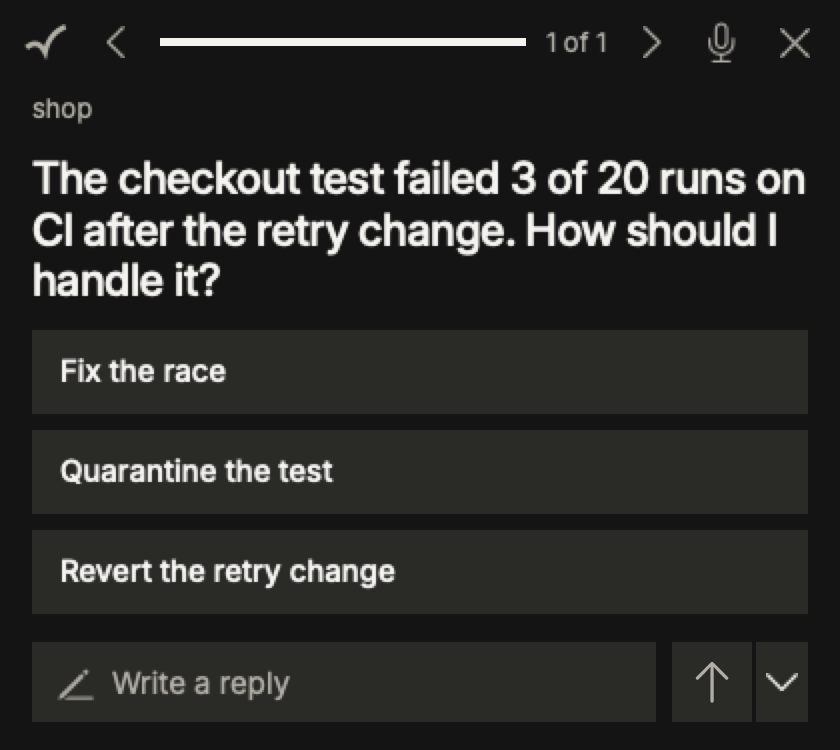 1 of 1
shop
The checkout test failed 3 of 20 runs on
CI after the retry change. How should I
handle it?
Fix the race
Quarantine the test
Revert the retry change
Write a reply